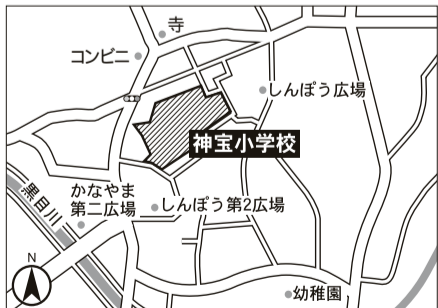 寺
コンビニ
しんぽう広場
神宝小学校
かなやま
第二広場
しんぽう第2広場
黒目川
N
幼稚園